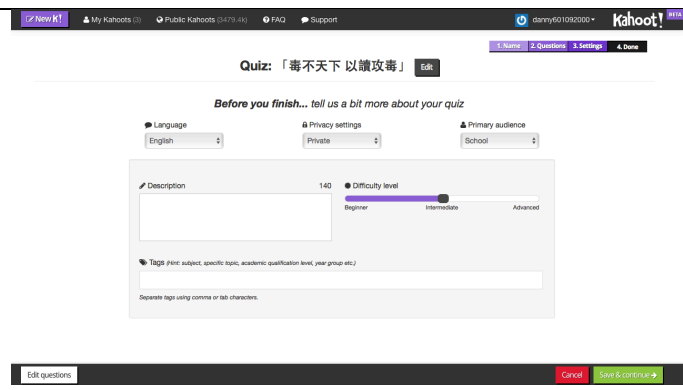 New K! My Kahoots (3) Public Kahoots (3479.4k) FAQ Support danny601092000 Kahoot! BETA
1. Name 2. Questions 3. Settings 4. Done
Quiz: 「毒不天下 以讀攻毒」 Edit
Before you finish... tell us a bit more about your quiz
Language Privacy settings Primary audience
English Private School
Description 140 Difficulty level
Beginner Intermediate Advanced
Tags (Hint: subject, specific topic, academic qualification level, year group etc.)
Separate tags using comma or tab characters.
Edit questions Cancel Save & continue →